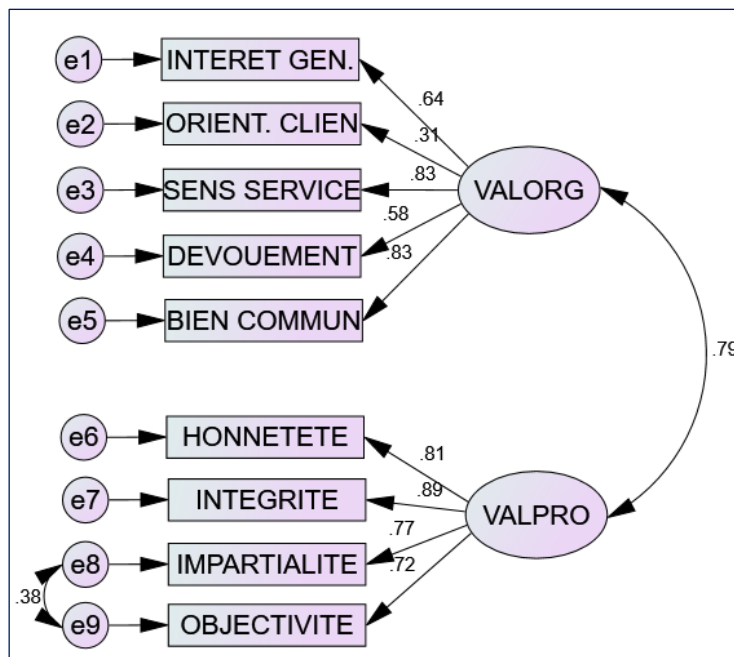 e1 INTERET GEN.
.64
e2 ORIENT. CLIEN
.31
e3 SENS SERVICE .83 VALORG
.58
e4 DEVOUEMENT .83
e5 BIEN COMMUN
.79
e6 HONNETETE
.81
e7 INTEGRITE .89 VALPRO
.77
e8 IMPARTIALITE .72
.38
e9 OBJECTIVITE